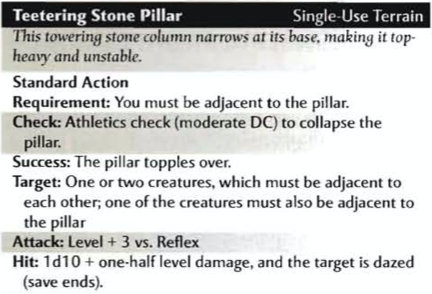 Teetering Stone Pillar Single-Use Terrain
This towering stone column narrows at its base, making it top-
heavy and unstable.
Standard Action
Requirement: You must be adjacent to the pillar.
Check: Athletics check (moderate DC) to collapse the
pillar.
Success: The pillar topples over.
Target: One or two creatures, which must be adjacent to
each other; one of the creatures must also be adjacent to
the pillar
Attack: Level + 3 vs. Reflex
Hit: 1d10 + one-half level damage, and the target is dazed
(save ends).